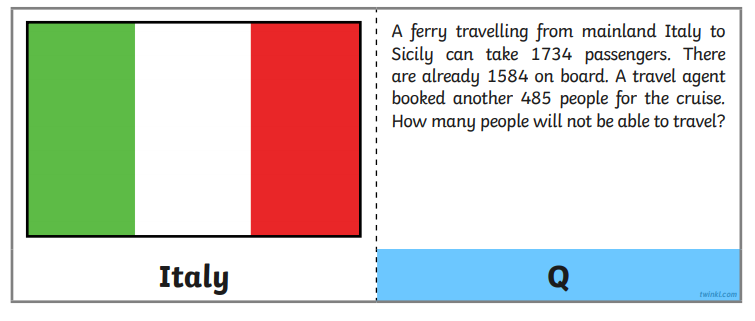 A ferry travelling from mainland Italy to
Sicily can take 1734 passengers. There
are already 1584 on board. A travel agent
booked another 485 people for the cruise.
How many people will not be able to travel?
Italy
Q
twinkl.com